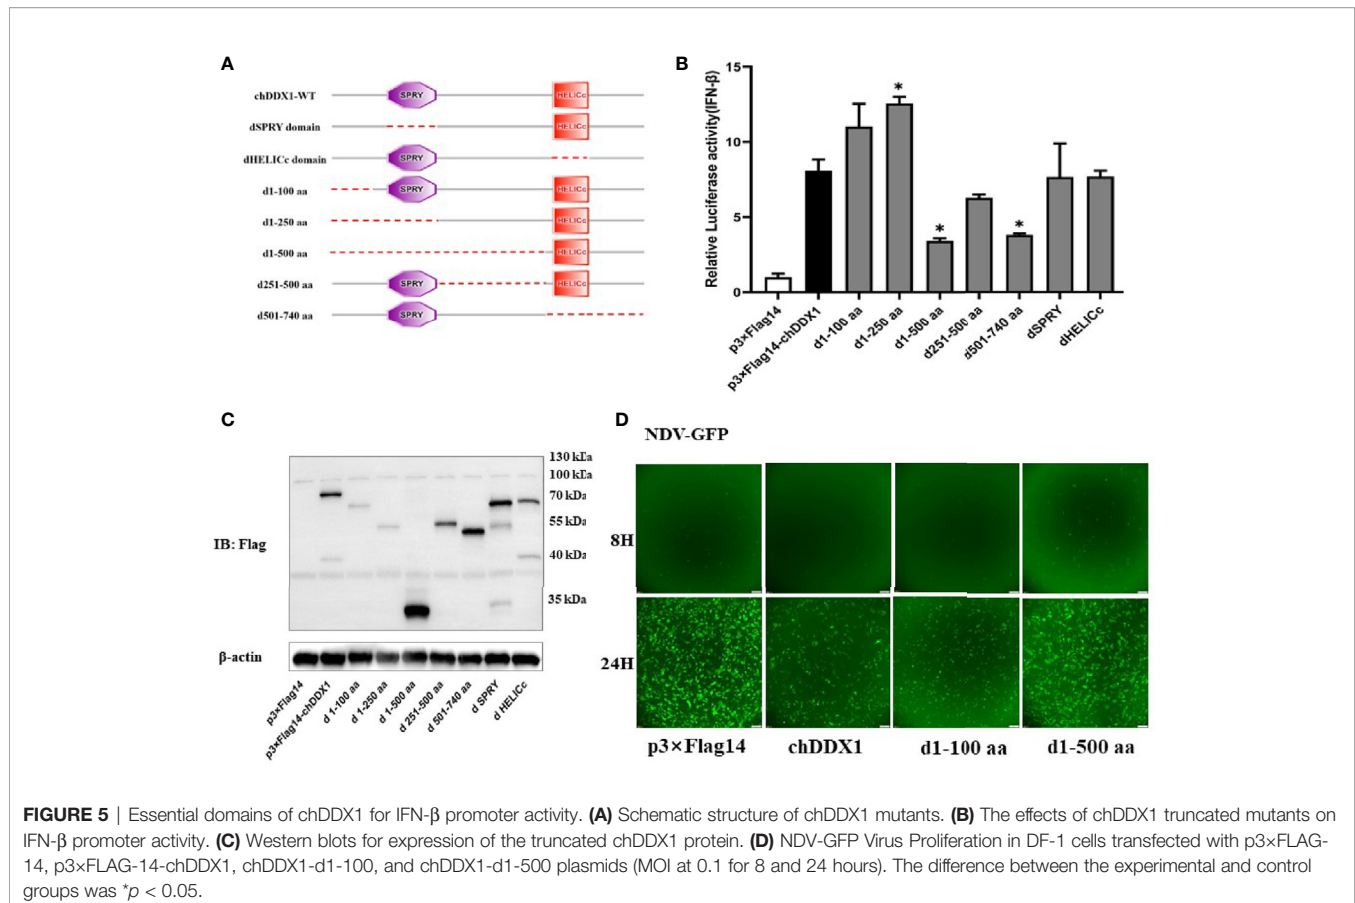 A
chDDX1-WT
SPRY
HELICc
dSPRY domain
HELICc
dHELICc domain
SPRY
d1-100 aa
SPRY
HELICc
d1-250 aa
HELICc
d1-500 aa
HELICc
d251-500 aa
SPRY
HELICc
d501-740 aa
SPRY
B
Relative Luciferase activity(IFN-β)
15
10
5
0
*
*
*
p3×Flag14
p3×Flag14-chDDX1
d1-100 aa
d1-250 aa
d1-500 aa
d251-500 aa
d501-740 aa
dSPRY
dHELICc
C
130 kDa
100 kDa
70 kDa
55 kDa
40 kDa
35 kDa
IB: Flag
β-actin
p3×Flag14
p3×Flag14-chDDX1
d 1-100 aa
d 1-250 aa
d 1-500 aa
d 251-500 aa
d 501-740 aa
d SPRY
d HELICc
D
NDV-GFP
8H
24H
p3×Flag14
chDDX1
d1-100 aa
d1-500 aa
FIGURE 5 | Essential domains of chDDX1 for IFN-β promoter activity. (A) Schematic structure of chDDX1 mutants. (B) The effects of chDDX1 truncated mutants on
IFN-β promoter activity. (C) Western blots for expression of the truncated chDDX1 protein. (D) NDV-GFP Virus Proliferation in DF-1 cells transfected with p3×FLAG-
14, p3×FLAG-14-chDDX1, chDDX1-d1-100, and chDDX1-d1-500 plasmids (MOI at 0.1 for 8 and 24 hours). The difference between the experimental and control
groups was *p < 0.05.